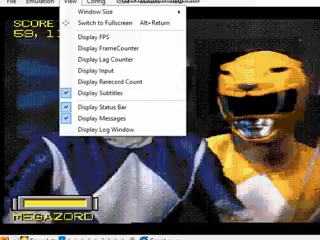 File Emulation View Config
SCORE
59,
Window Size
Switch to Fullscreen Alt+Return
Display FPS
Display FrameCounter
Display Lag Counter
Display Input
Display Rerecord Count
Display Subtitles
Display Status Bar
Display Messages
Display Log Window
MEGAZORD